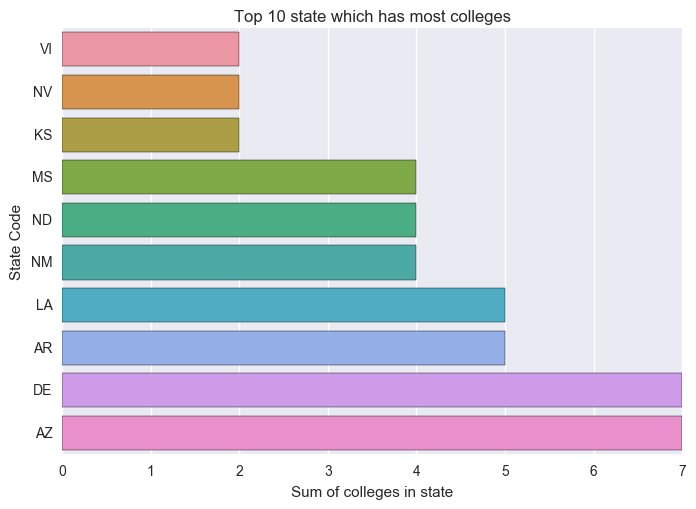 Top 10 state which has most colleges
State Code
VI
NV
KS
MS
ND
NM
LA
AR
DE
AZ
0 1 2 3 4 5 6 7
Sum of colleges in state